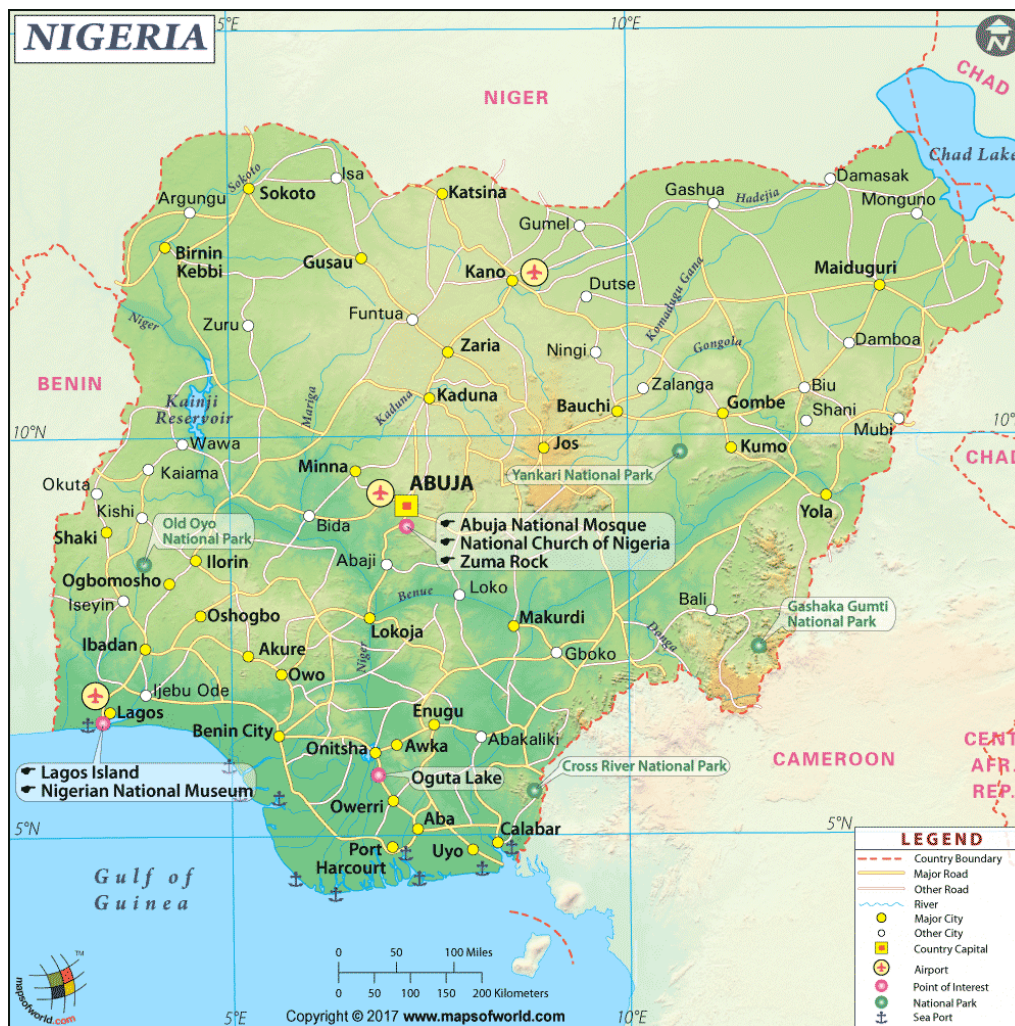 NIGERIA
5°E
10°E
N
NIGER
CHAD
Chad Lake
Sokoto
Isa
Sokoto
Katsina
Damasak
Gashua
Hadejia
Argungu
Monguno
Gumel
Birnin
Kebbi
Gusau
Kano
Maiduguri
Dutse
Komadugu Gana
Niger
Zuru
Funtua
Zaria
Ningi
Gongola
Damboa
BENIN
Kainji
Reservoir
Mariga
Kaduna
Kaduna
Zalanga
Biu
Bauchi
Gombe
Shani
Mubi
10°N
10°N
Wawa
Jos
Kumo
CHAD
Kaiama
Minna
Yankari National Park
Okuta
ABUJA
Kishi
Bida
Yola
Shaki
Old Oyo
National Park
Abuja National Mosque
National Church of Nigeria
Zuma Rock
Ilorin
Abaji
Ogbomosho
Iseyin
Benue
Loko
Bali
Gashaka Gumti
National Park
Oshogbo
Lokoja
Makurdi
Donga
Ibadan
Akure
Niger
Gboko
Owo
Ijebu Ode
Lagos
Enugu
Benin City
Onitsha
Awka
Abakaliki
CAMEROON
CENT
AFR.
REP.
Lagos Island
Nigerian National Museum
Oguta Lake
Cross River National Park
Owerri
Aba
Calabar
5°N
5°N
Port
Harcourt
Uyo
Gulf of
Guinea
LEGEND
Country Boundary
Major Road
Other Road
River
Major City
Other City
Country Capital
Airport
Point of Interest
National Park
Sea Port
0 50 100 Miles
0 50 100 150 200 Kilometers
TM
mapsofworld.com
5°E
10°E
Copyright © 2017 www.mapsofworld.com